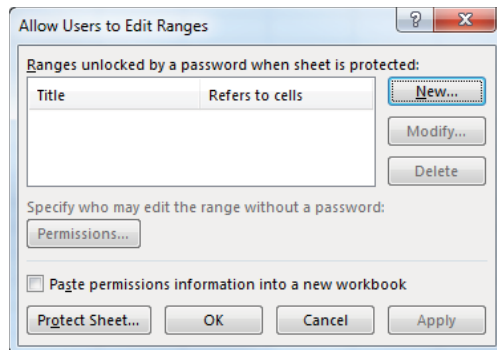 Allow Users to Edit Ranges
?
Ranges unlocked by a password when sheet is protected:
Title Refers to cells
New...
Modify...
Delete
Specify who may edit the range without a password:
Permissions...
Paste permissions information into a new workbook
Protect Sheet... OK Cancel Apply